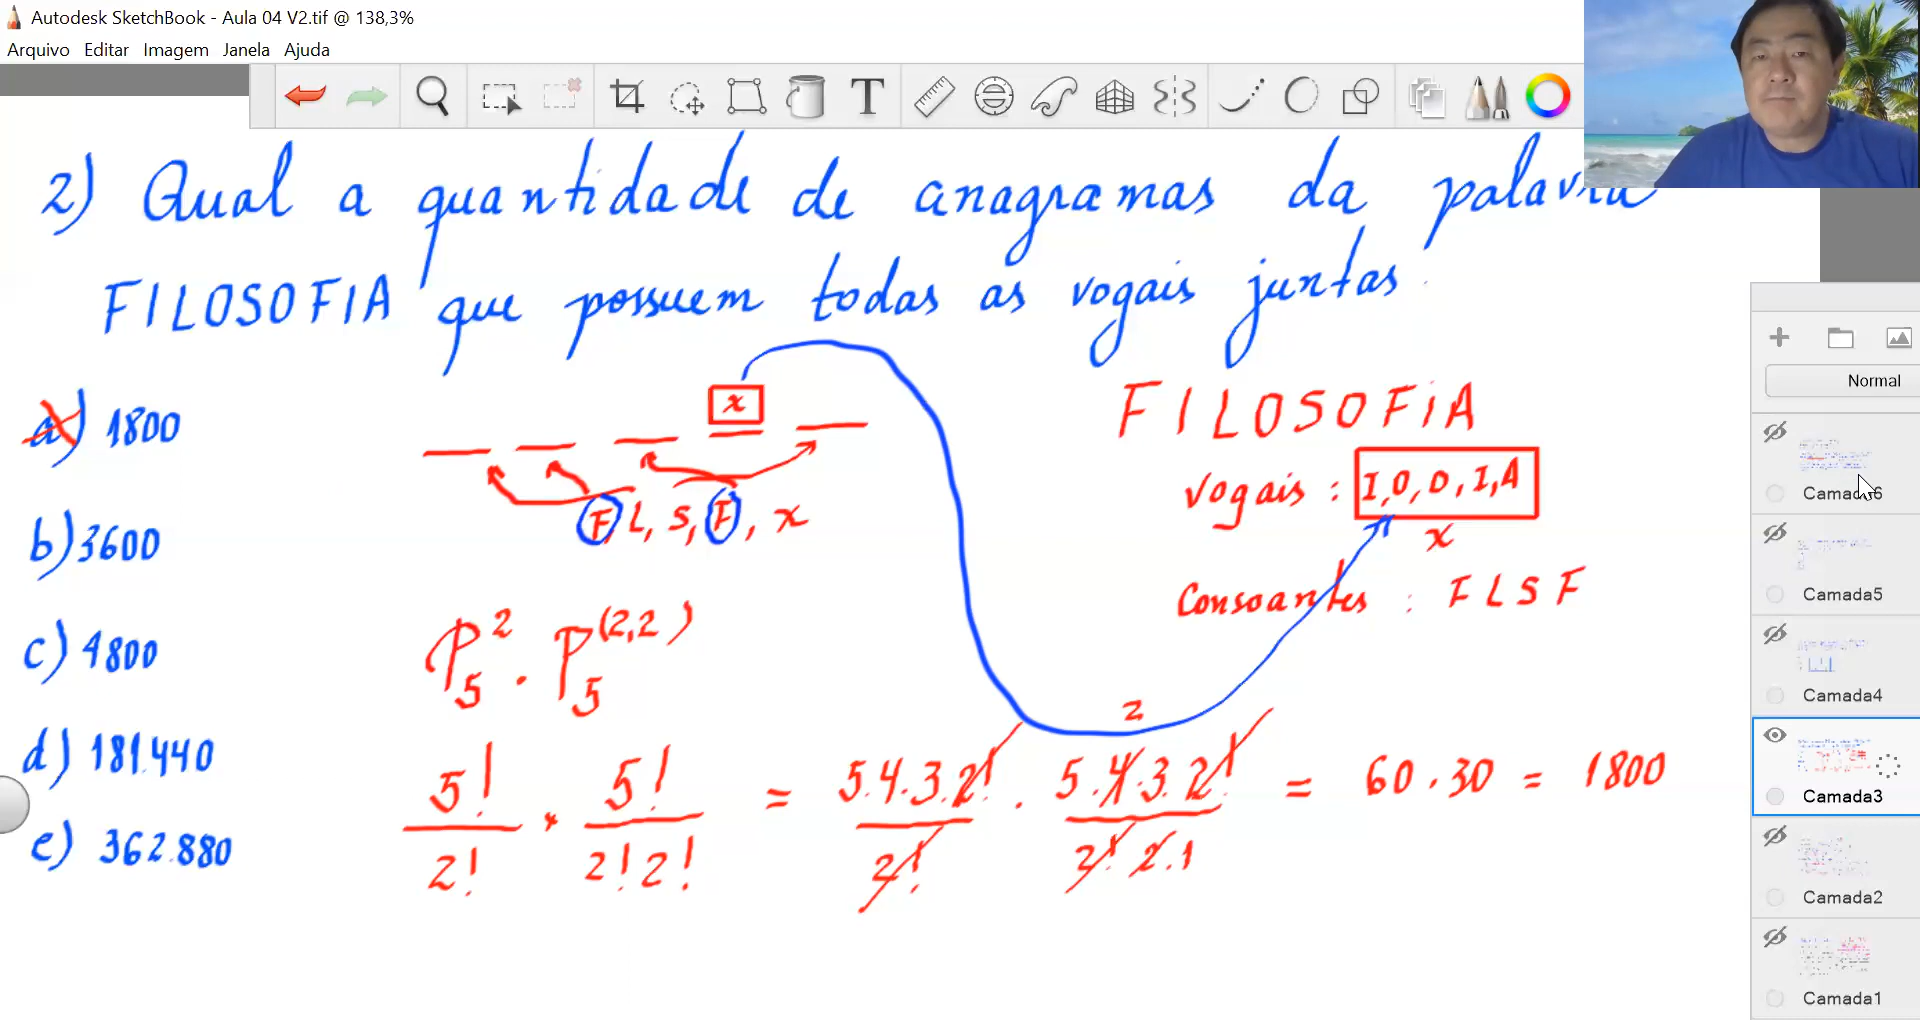 Autodesk SketchBook - Aula 04 V2.tif @ 138,3%
Arquivo Editar Imagem Janela Ajuda
2) Qual a quantidade de anagramas da palavra
FILOSOFIA que possuem todas as vogais juntas.
a) 1800
b) 3600
c) 4800
d) 181.440
e) 362.880
x
F, L, S, F, x
FILOSOFIA
vogais : I, O, O, I, A
x
Consoantes : F L S F
P₅² . P₅^(2,2)
5!/2! * 5!/2!2! = 5.4.3.2!/2! . 5.4.3.2!/2!2.1 = 60.30 = 1800
2
Normal
Camada6
Camada5
Camada4
Camada3
Camada2
Camada1